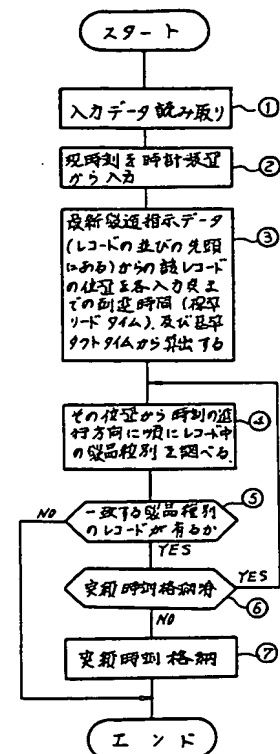 スタート
入力データ読み取り
①
現時刻を時計装置
から入力
②
最新製造指示データ
(レコードの並びの先頭
にある)からの該レコード
の位置を各入力点ま
での到達時間(標準
リードタイム)、及び基準
タクトタイムから算出する
③
その位置から時刻の進
行方向に順にレコード中
の製品種別を調べる。
④
一致する製品種別
のレコードが有るか
⑤
NO
YES
実績時刻格納済
⑥
YES
NO
実績時刻格納
⑦
エンド